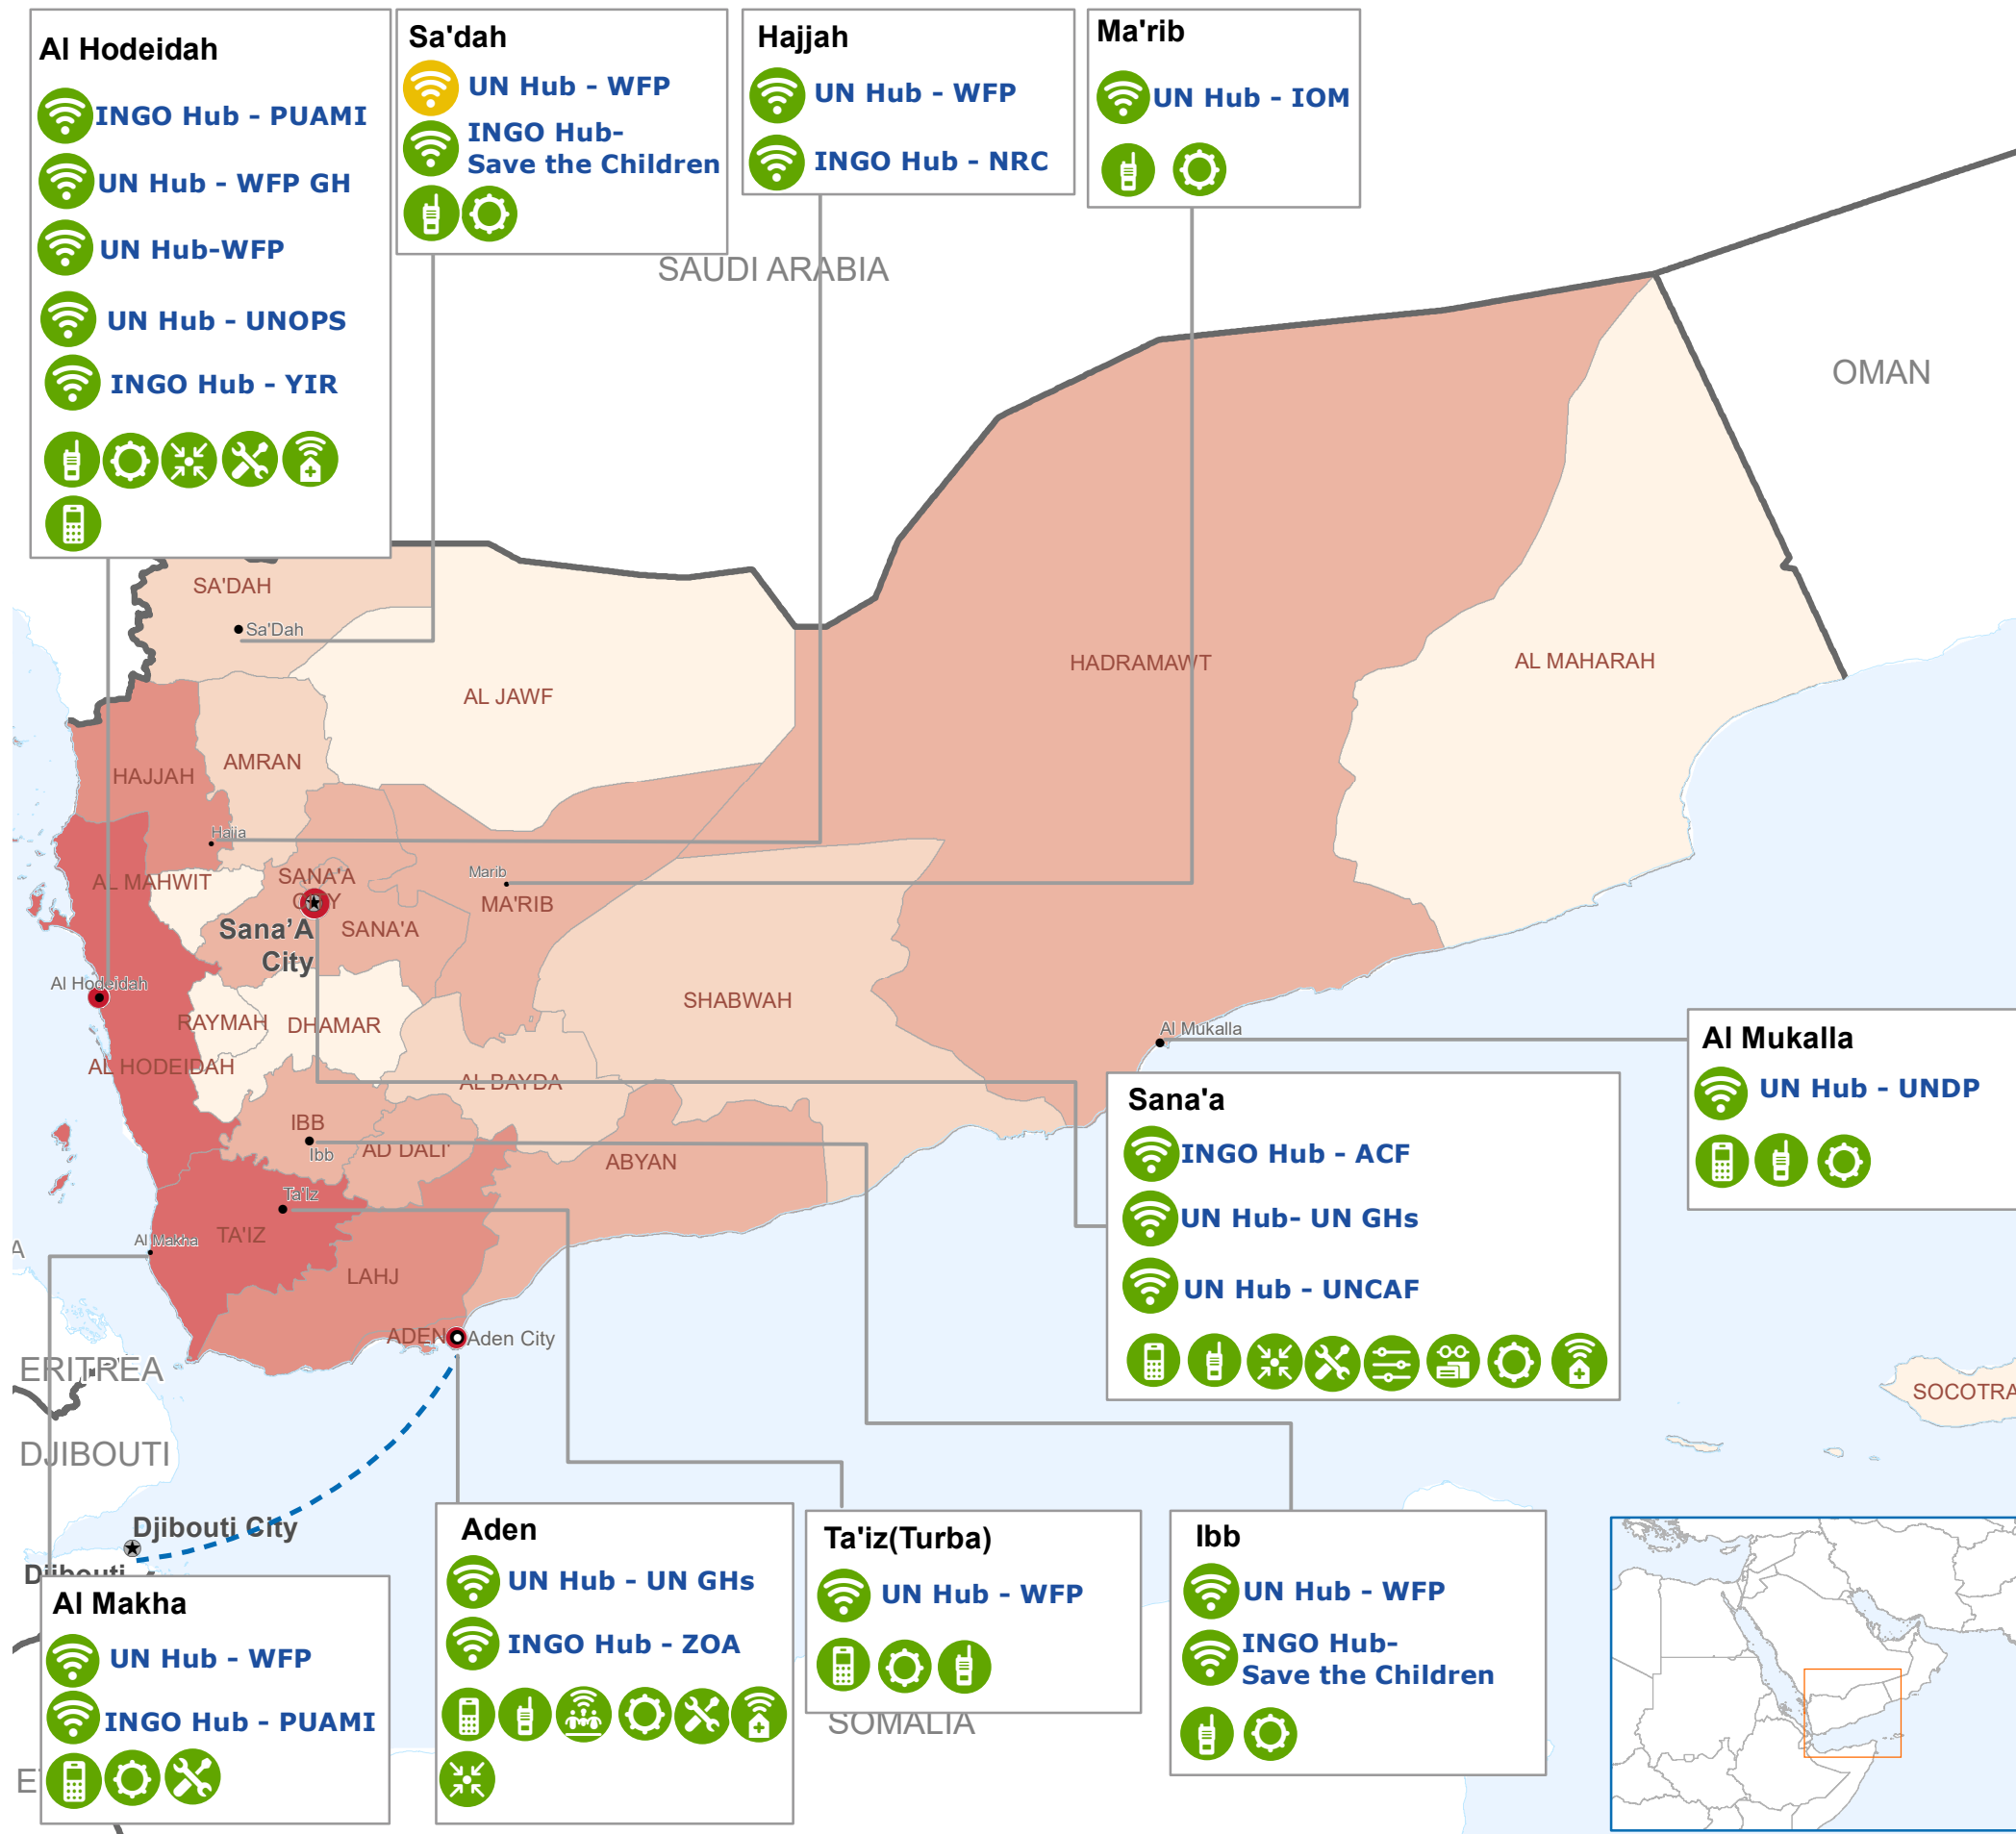 Al Hodeidah
INGO Hub - PUAMI
UN Hub - WFP GH
UN Hub-WFP
UN Hub - UNOPS
INGO Hub - YIR
Sa'dah
UN Hub - WFP
INGO Hub-
Save the Children
Hajjah
UN Hub - WFP
INGO Hub - NRC
Ma'rib
UN Hub - IOM
SAUDI ARABIA
OMAN
SA'DAH
Sa'Dah
AL JAWF
HADRAMAWT
AL MAHARAH
HAJJAH
AMRAN
Hajja
AL MAHWIT
SANA'A
CITY
Sana'A
City
SANA'A
Marib
MA'RIB
Al Hodeidah
RAYMAH
DHAMAR
SHABWAH
AL HODEIDAH
AL BAYDA
Al Mukalla
IBB
Ibb
AD DALI'
ABYAN
Ta'Iz
TA'IZ
Al Makha
LAHJ
ADEN
Aden City
Al Mukalla
UN Hub - UNDP
Sana'a
INGO Hub - ACF
UN Hub- UN GHs
UN Hub - UNCAF
ERITREA
SOCOTRA
DJIBOUTI
Djibouti City
Djibouti
Al Makha
UN Hub - WFP
INGO Hub - PUAMI
Aden
UN Hub - UN GHs
INGO Hub - ZOA
Ta'iz(Turba)
UN Hub - WFP
SOMALIA
Ibb
UN Hub - WFP
INGO Hub-
Save the Children